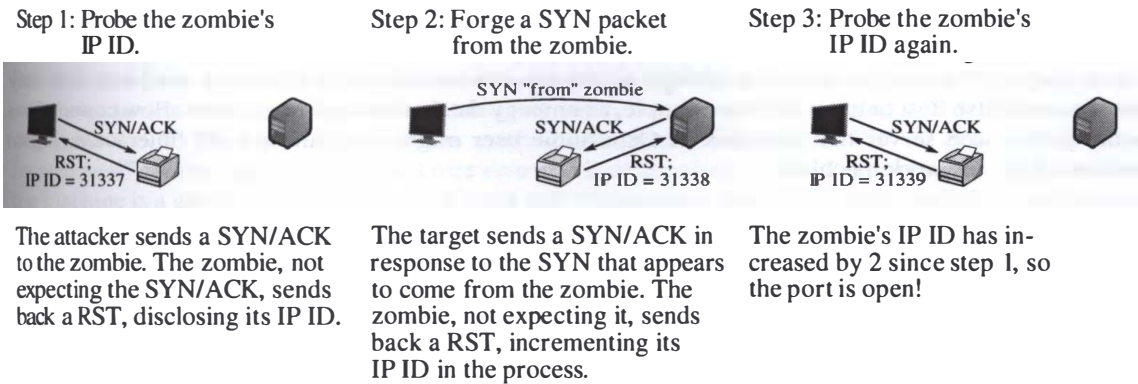 Step 1: Probe the zombie's
IP ID.
Step 2: Forge a SYN packet
from the zombie.
Step 3: Probe the zombie's
IP ID again.
SYN/ACK
RST;
IP ID = 31337
SYN "from" zombie
SYN/ACK
RST;
IP ID = 31338
SYN/ACK
RST;
IP ID = 31339
The attacker sends a SYN/ACK
to the zombie. The zombie, not
expecting the SYN/ACK, sends
back a RST, disclosing its IP ID.
The target sends a SYN/ACK in
response to the SYN that appears
to come from the zombie. The
zombie, not expecting it, sends
back a RST, incrementing its
IP ID in the process.
The zombie's IP ID has in-
creased by 2 since step 1, so
the port is open!